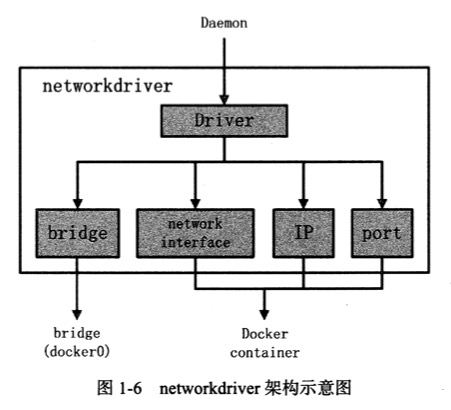 Daemon
networkdriver
Driver
bridge
network
interface
IP
port
bridge
(docker0)
Docker
container
图 1-6 networkdriver 架构示意图